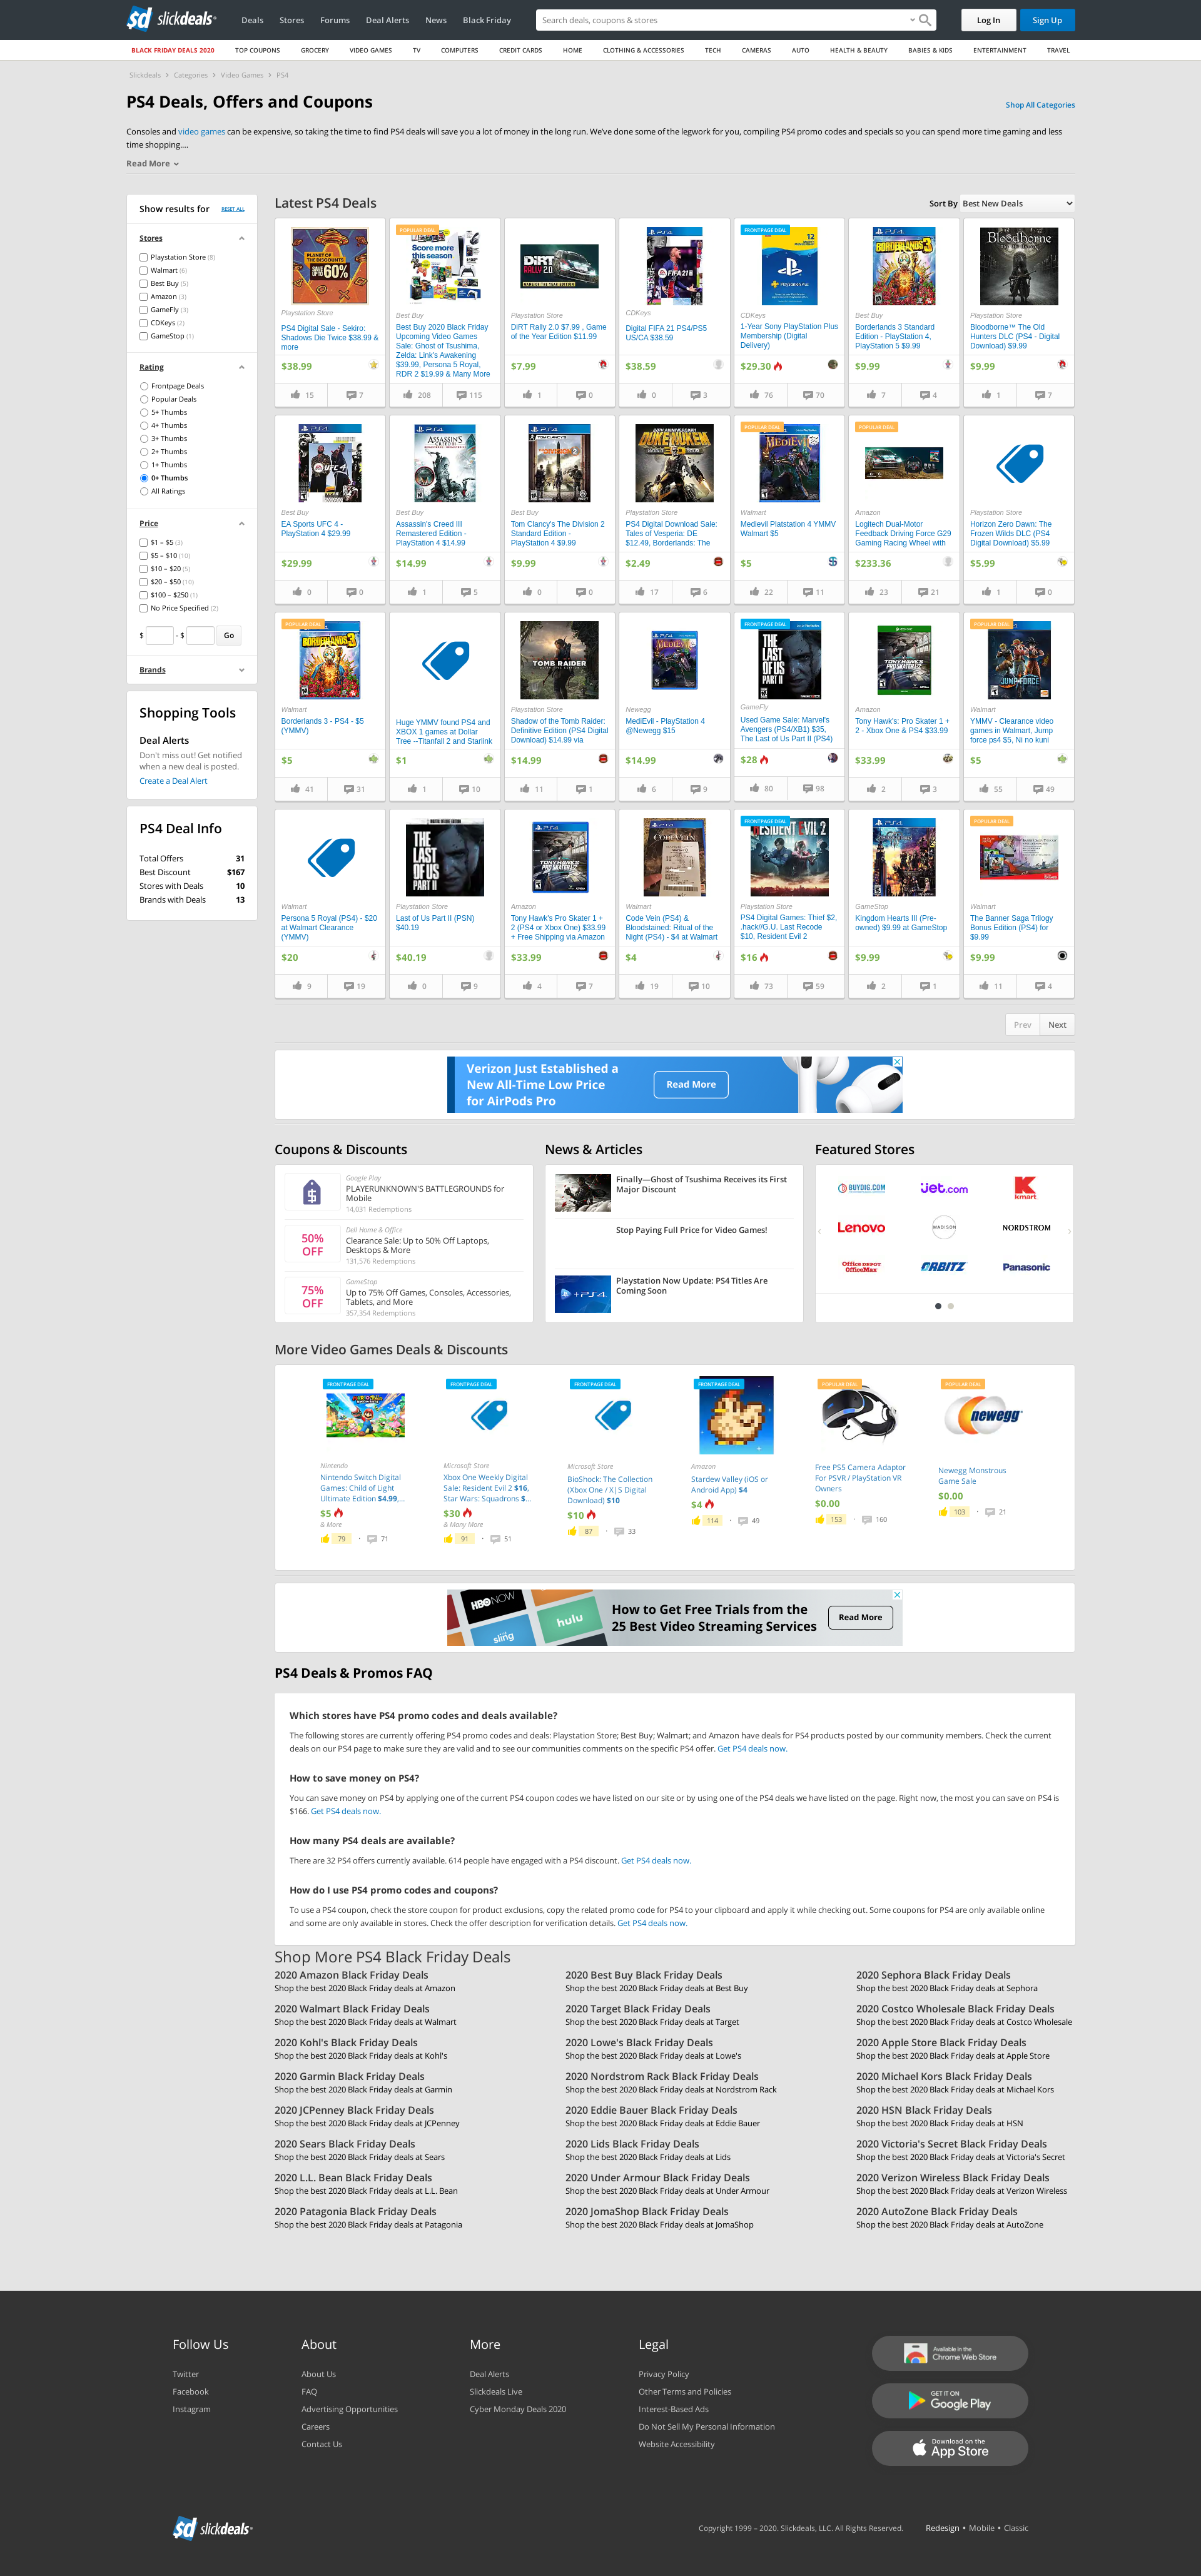 slickdeals
Deals
Stores
Forums
Deal Alerts
News
Black Friday
Search deals, coupons & stores
Log In
Sign Up
BLACK FRIDAY DEALS 2020
TOP COUPONS
GROCERY
VIDEO GAMES
TV
COMPUTERS
CREDIT CARDS
HOME
CLOTHING & ACCESSORIES
TECH
CAMERAS
AUTO
HEALTH & BEAUTY
BABIES & KIDS
ENTERTAINMENT
TRAVEL
Slickdeals > Categories > Video Games > PS4
PS4 Deals, Offers and Coupons
Shop All Categories
Consoles and video games can be expensive, so taking the time to find PS4 deals will save you a lot of money in the long run. We've done some of the legwork for you, compiling PS4 promo codes and specials so you can spend more time gaming and less
time shopping....
Read More
Show results for
RESET ALL
Stores
Playstation Store (8)
Walmart (6)
Best Buy (5)
Amazon (3)
GameFly (3)
CDKeys (2)
GameStop (1)
Rating
Frontpage Deals
Popular Deals
5+ Thumbs
4+ Thumbs
3+ Thumbs
2+ Thumbs
1+ Thumbs
0+ Thumbs
All Ratings
Price
$1 – $5 (3)
$5 – $10 (10)
$10 – $20 (5)
$20 – $50 (10)
$100 – $250 (1)
No Price Specified (2)
$ - $ Go
Brands
Shopping Tools
Deal Alerts
Don't miss out! Get notified
when a new deal is posted.
Create a Deal Alert
PS4 Deal Info
Total Offers 31
Best Discount $167
Stores with Deals 10
Brands with Deals 13
Latest PS4 Deals
Sort By Best New Deals
Playstation Store
PS4 Digital Sale - Sekiro:
Shadows Die Twice $38.99 &
more
$38.99
15 7
POPULAR DEAL
Best Buy
Best Buy 2020 Black Friday
Upcoming Video Games
Sale: Ghost of Tsushima,
Zelda: Link's Awakening
$39.99, Persona 5 Royal,
RDR 2 $19.99 & Many More
208 115
Playstation Store
DiRT Rally 2.0 $7.99 , Game
of the Year Edition $11.99
$7.99
1 0
CDKeys
Digital FIFA 21 PS4/PS5
US/CA $38.59
$38.59
0 3
FRONTPAGE DEAL
CDKeys
1-Year Sony PlayStation Plus
Membership (Digital
Delivery)
$29.30
76 70
Best Buy
Borderlands 3 Standard
Edition - PlayStation 4,
PlayStation 5 $9.99
$9.99
7 4
Playstation Store
Bloodborne™ The Old
Hunters DLC (PS4 - Digital
Download) $9.99
$9.99
1 7
Best Buy
EA Sports UFC 4 -
PlayStation 4 $29.99
$29.99
0 0
Best Buy
Assassin's Creed III
Remastered Edition -
PlayStation 4 $14.99
$14.99
1 5
Best Buy
Tom Clancy's The Division 2
Standard Edition -
PlayStation 4 $9.99
$9.99
0 0
Playstation Store
PS4 Digital Download Sale:
Tales of Vesperia: DE
$12.49, Borderlands: The
$2.49
17 6
POPULAR DEAL
Walmart
Medievil Platstation 4 YMMV
Walmart $5
$5
22 11
POPULAR DEAL
Amazon
Logitech Dual-Motor
Feedback Driving Force G29
Gaming Racing Wheel with
$233.36
23 21
Playstation Store
Horizon Zero Dawn: The
Frozen Wilds DLC (PS4
Digital Download) $5.99
$5.99
1 0
POPULAR DEAL
Walmart
Borderlands 3 - PS4 - $5
(YMMV)
$5
41 31
Huge YMMV found PS4 and
XBOX 1 games at Dollar
Tree --Titanfall 2 and Starlink
$1
1 10
Playstation Store
Shadow of the Tomb Raider:
Definitive Edition (PS4 Digital
Download) $14.99 via
$14.99
11 1
Newegg
MediEvil - PlayStation 4
@Newegg $15
$14.99
6 9
FRONTPAGE DEAL
GameFly
Used Game Sale: Marvel's
Avengers (PS4/XB1) $35,
The Last of Us Part II (PS4)
$28
80 98
Amazon
Tony Hawk's: Pro Skater 1 +
2 - Xbox One & PS4 $33.99
$33.99
2 3
POPULAR DEAL
Walmart
YMMV - Clearance video
games in Walmart, Jump
force ps4 $5, Ni no kuni
$5
55 49
Walmart
Persona 5 Royal (PS4) - $20
at Walmart Clearance
(YMMV)
$20
9 19
Playstation Store
Last of Us Part II (PSN)
$40.19
$40.19
0 9
Amazon
Tony Hawk's Pro Skater 1 +
2 (PS4 or Xbox One) $33.99
+ Free Shipping via Amazon
$33.99
4 7
Walmart
Code Vein (PS4) &
Bloodstained: Ritual of the
Night (PS4) - $4 at Walmart
$4
19 10
FRONTPAGE DEAL
Playstation Store
PS4 Digital Games: Thief $2,
.hack//G.U. Last Recode
$10, Resident Evil 2
$16
73 59
GameStop
Kingdom Hearts III (Pre-
owned) $9.99 at GameStop
$9.99
2 1
POPULAR DEAL
Walmart
The Banner Saga Trilogy
Bonus Edition (PS4) for
$9.99
$9.99
11 4
Prev Next
Verizon Just Established a
New All-Time Low Price
for AirPods Pro
Read More
Coupons & Discounts
Google Play
PLAYERUNKNOWN'S BATTLEGROUNDS for
Mobile
14,031 Redemptions
50%
OFF
Dell Home & Office
Clearance Sale: Up to 50% Off Laptops,
Desktops & More
131,576 Redemptions
75%
OFF
GameStop
Up to 75% Off Games, Consoles, Accessories,
Tablets, and More
357,354 Redemptions
News & Articles
Finally—Ghost of Tsushima Receives its First
Major Discount
Stop Paying Full Price for Video Games!
+PS4
Playstation Now Update: PS4 Titles Are
Coming Soon
Featured Stores
BUYDIG.COM
jet.com
kmart
Lenovo
MADISON
NORDSTROM
Office DEPOT
OfficeMax
ORBITZ
Panasonic
More Video Games Deals & Discounts
FRONTPAGE DEAL
Nintendo
Nintendo Switch Digital
Games: Child of Light
Ultimate Edition $4.99,...
$5
& More
79 · 71
FRONTPAGE DEAL
Microsoft Store
Xbox One Weekly Digital
Sale: Resident Evil 2 $16,
Star Wars: Squadrons $...
$30
& Many More
91 · 51
FRONTPAGE DEAL
Microsoft Store
BioShock: The Collection
(Xbox One / X|S Digital
Download) $10
$10
87 · 33
FRONTPAGE DEAL
Amazon
Stardew Valley (iOS or
Android App) $4
$4
114 · 49
POPULAR DEAL
Free PS5 Camera Adaptor
For PSVR / PlayStation VR
Owners
$0.00
153 · 160
POPULAR DEAL
newegg
Newegg Monstrous
Game Sale
$0.00
103 · 21
HBO NOW
hulu
sling
How to Get Free Trials from the
25 Best Video Streaming Services
Read More
PS4 Deals & Promos FAQ
Which stores have PS4 promo codes and deals available?
The following stores are currently offering PS4 promo codes and deals: Playstation Store; Best Buy; Walmart; and Amazon have deals for PS4 products posted by our community members. Check the current
deals on our PS4 page to make sure they are valid and to see our communities comments on the specific PS4 offer. Get PS4 deals now.
How to save money on PS4?
You can save money on PS4 by applying one of the current PS4 coupon codes we have listed on our site or by using one of the PS4 deals we have listed on the page. Right now, the most you can save on PS4 is
$166. Get PS4 deals now.
How many PS4 deals are available?
There are 32 PS4 offers currently available. 614 people have engaged with a PS4 discount. Get PS4 deals now.
How do I use PS4 promo codes and coupons?
To use a PS4 coupon, check the store coupon for product exclusions, copy the related promo code for PS4 to your clipboard and apply it while checking out. Some coupons for PS4 are only available online
and some are only available in stores. Check the offer description for verification details. Get PS4 deals now.
Shop More PS4 Black Friday Deals
2020 Amazon Black Friday Deals
Shop the best 2020 Black Friday deals at Amazon
2020 Best Buy Black Friday Deals
Shop the best 2020 Black Friday deals at Best Buy
2020 Sephora Black Friday Deals
Shop the best 2020 Black Friday deals at Sephora
2020 Walmart Black Friday Deals
Shop the best 2020 Black Friday deals at Walmart
2020 Target Black Friday Deals
Shop the best 2020 Black Friday deals at Target
2020 Costco Wholesale Black Friday Deals
Shop the best 2020 Black Friday deals at Costco Wholesale
2020 Kohl's Black Friday Deals
Shop the best 2020 Black Friday deals at Kohl's
2020 Lowe's Black Friday Deals
Shop the best 2020 Black Friday deals at Lowe's
2020 Apple Store Black Friday Deals
Shop the best 2020 Black Friday deals at Apple Store
2020 Garmin Black Friday Deals
Shop the best 2020 Black Friday deals at Garmin
2020 Nordstrom Rack Black Friday Deals
Shop the best 2020 Black Friday deals at Nordstrom Rack
2020 Michael Kors Black Friday Deals
Shop the best 2020 Black Friday deals at Michael Kors
2020 JCPenney Black Friday Deals
Shop the best 2020 Black Friday deals at JCPenney
2020 Eddie Bauer Black Friday Deals
Shop the best 2020 Black Friday deals at Eddie Bauer
2020 HSN Black Friday Deals
Shop the best 2020 Black Friday deals at HSN
2020 Sears Black Friday Deals
Shop the best 2020 Black Friday deals at Sears
2020 Lids Black Friday Deals
Shop the best 2020 Black Friday deals at Lids
2020 Victoria's Secret Black Friday Deals
Shop the best 2020 Black Friday deals at Victoria's Secret
2020 L.L. Bean Black Friday Deals
Shop the best 2020 Black Friday deals at L.L. Bean
2020 Under Armour Black Friday Deals
Shop the best 2020 Black Friday deals at Under Armour
2020 Verizon Wireless Black Friday Deals
Shop the best 2020 Black Friday deals at Verizon Wireless
2020 Patagonia Black Friday Deals
Shop the best 2020 Black Friday deals at Patagonia
2020 JomaShop Black Friday Deals
Shop the best 2020 Black Friday deals at JomaShop
2020 AutoZone Black Friday Deals
Shop the best 2020 Black Friday deals at AutoZone
Follow Us
Twitter
Facebook
Instagram
About
About Us
FAQ
Advertising Opportunities
Careers
Contact Us
More
Deal Alerts
Slickdeals Live
Cyber Monday Deals 2020
Legal
Privacy Policy
Other Terms and Policies
Interest-Based Ads
Do Not Sell My Personal Information
Website Accessibility
Available in the
Chrome Web Store
GET IT ON
Google Play
Download on the
App Store
slickdeals
Copyright 1999 – 2020. Slickdeals, LLC. All Rights Reserved.
Redesign • Mobile • Classic